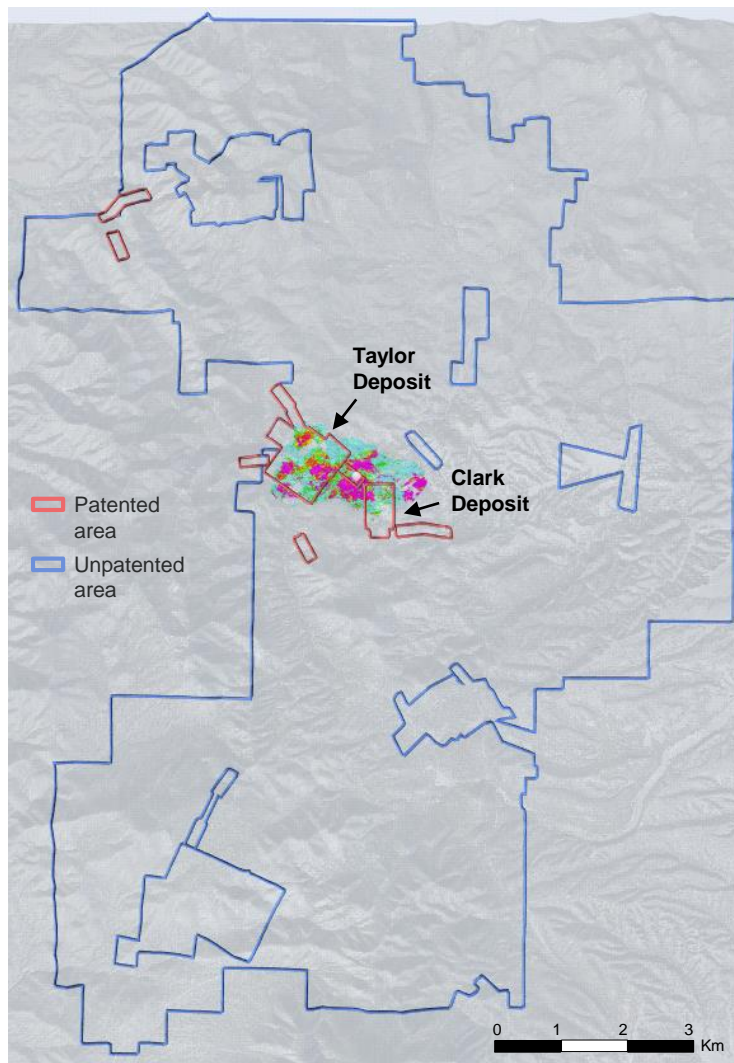 Taylor
Deposit
Clark
Deposit
Patented
area
Unpatented
area
0 1 2 3
Km